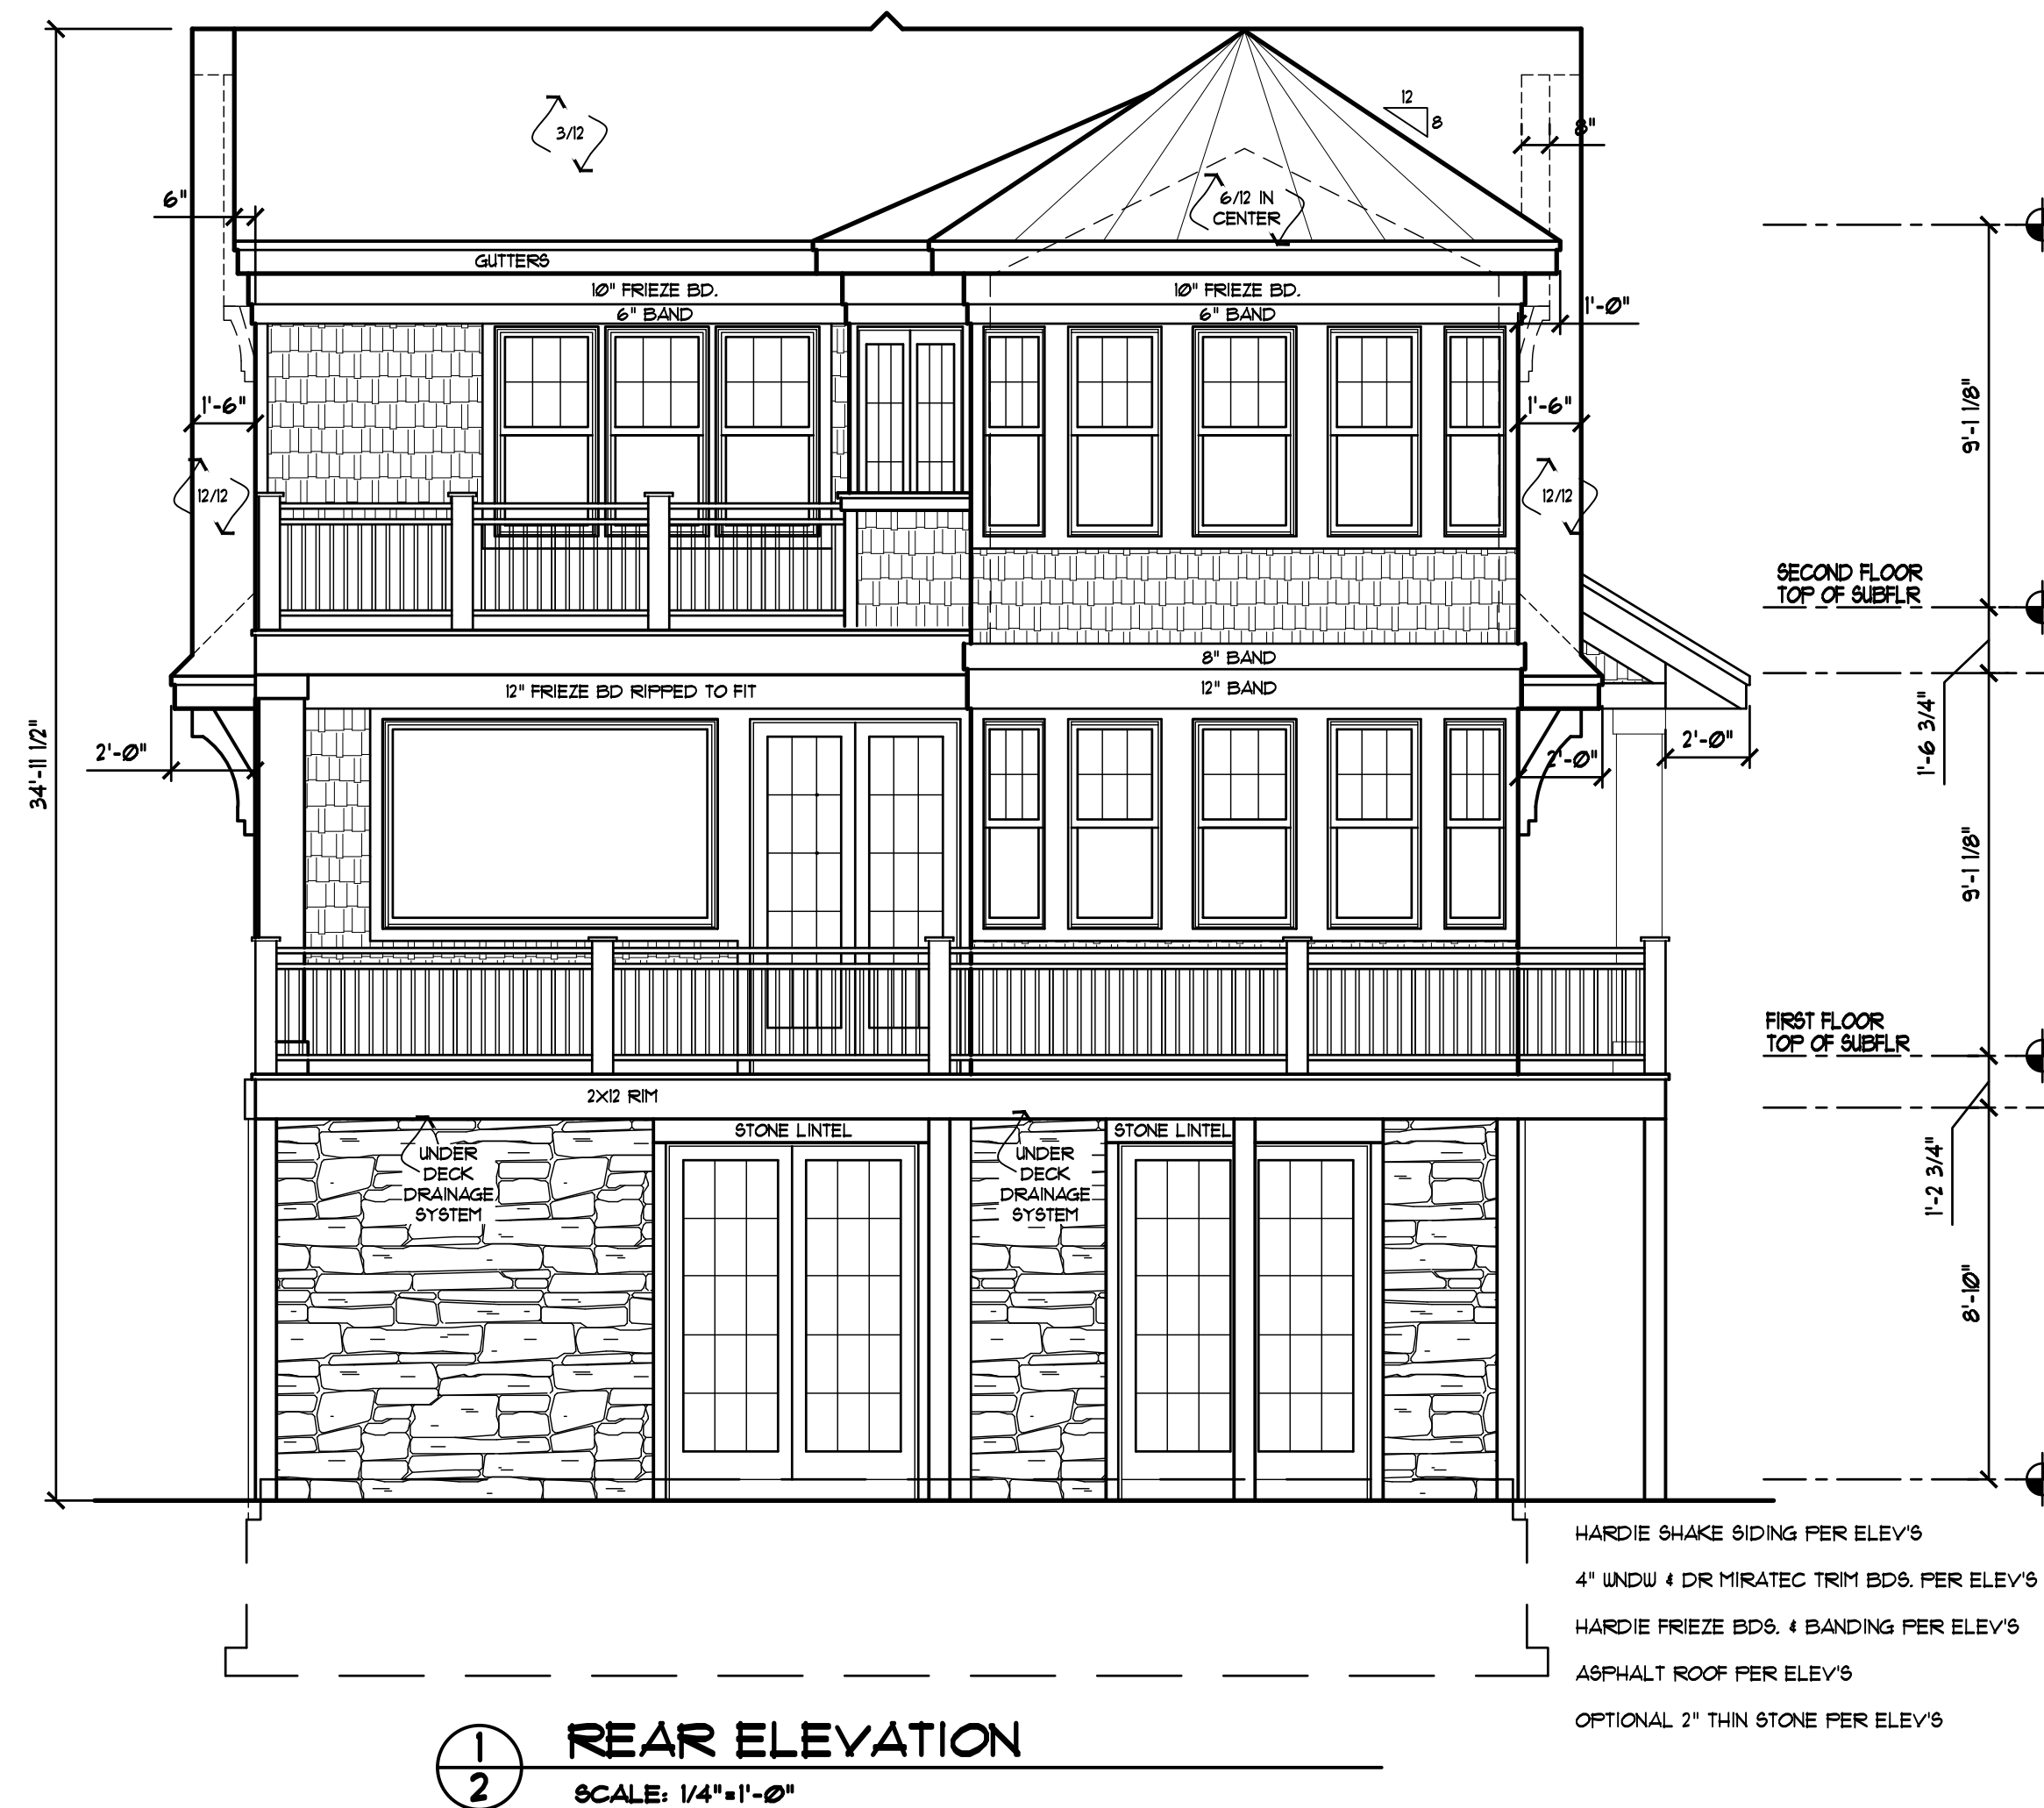 12
8
3/12
8"
6"
6/12 IN
CENTER
GUTTERS
10" FRIEZE BD.
10" FRIEZE BD.
1'-0"
6" BAND
6" BAND
1'-6"
1'-6"
9'-1 1/8"
12/12
12/12
SECOND FLOOR
TOP OF SUBFLR
8" BAND
12" FRIEZE BD RIPPED TO FIT
12" BAND
34'-11 1/2"
2'-0"
2'-0"
2'-0"
1'-6 3/4"
9'-1 1/8"
FIRST FLOOR
TOP OF SUBFLR
2X12 RIM
STONE LINTEL
STONE LINTEL
UNDER
DECK
DRAINAGE
SYSTEM
UNDER
DECK
DRAINAGE
SYSTEM
1'-2 3/4"
8'-10"
HARDIE SHAKE SIDING PER ELEV'S
4" WNDW & DR MIRATEC TRIM BDS. PER ELEV'S
HARDIE FRIEZE BDS. & BANDING PER ELEV'S
ASPHALT ROOF PER ELEV'S
OPTIONAL 2" THIN STONE PER ELEV'S
1
2
REAR ELEVATION
SCALE: 1/4"=1'-0"